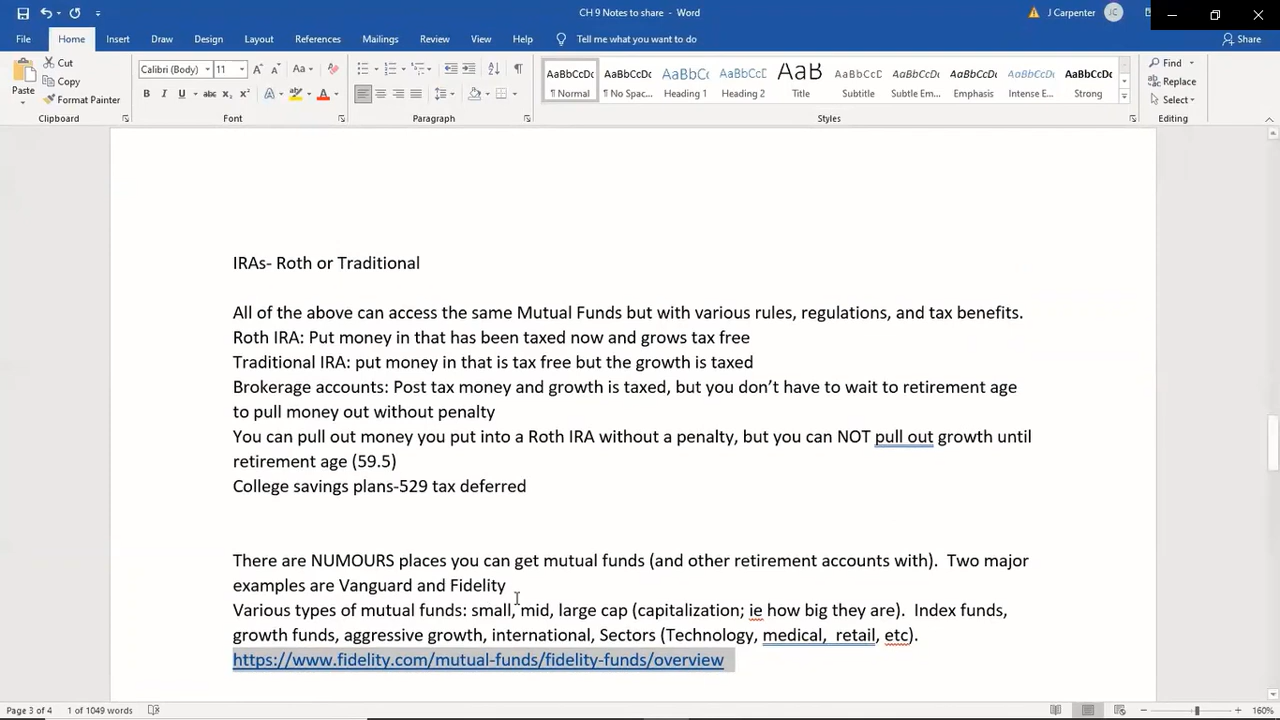 CH 9 Notes to share - Word
J Carpenter JC
File Home Insert Draw Design Layout References Mailings Review View Help Tell me what you want to do Share
Paste
Cut
Copy
Format Painter
Clipboard
Calibri (Body) 11
Font
Paragraph
AaBbCcDc AaBbCcDc AaBbCc AaBbCcD AaB AaBbCcD AaBbCcDc AaBbCcDc AaBbCcDc AaBbCcDc
¶ Normal ¶ No Spac... Heading 1 Heading 2 Title Subtitle Subtle Em... Emphasis Intense E... Strong
Styles
Find
Replace
Select
Editing
IRAs- Roth or Traditional
All of the above can access the same Mutual Funds but with various rules, regulations, and tax benefits.
Roth IRA: Put money in that has been taxed now and grows tax free
Traditional IRA: put money in that is tax free but the growth is taxed
Brokerage accounts: Post tax money and growth is taxed, but you don’t have to wait to retirement age
to pull money out without penalty
You can pull out money you put into a Roth IRA without a penalty, but you can NOT pull out growth until
retirement age (59.5)
College savings plans-529 tax deferred
There are NUMOURS places you can get mutual funds (and other retirement accounts with).  Two major
examples are Vanguard and Fidelity
Various types of mutual funds: small, mid, large cap (capitalization; ie how big they are).  Index funds,
growth funds, aggressive growth, international, Sectors (Technology, medical,  retail, etc).
https://www.fidelity.com/mutual-funds/fidelity-funds/overview
Page 3 of 4 1 of 1049 words 160%